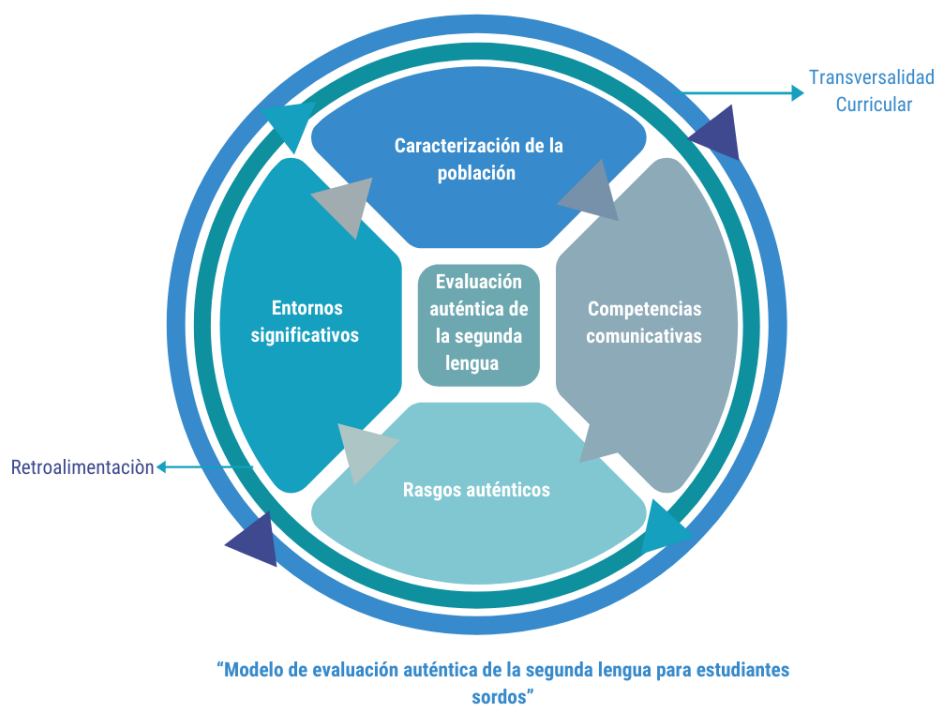 Transversalidad
Curricular
Caracterización de la
población
Entornos
significativos
Evaluación
auténtica de
la segunda
lengua
Competencias
comunicativas
Retroalimentaciòn
Rasgos auténticos
“Modelo de evaluación auténtica de la segunda lengua para estudiantes
sordos”